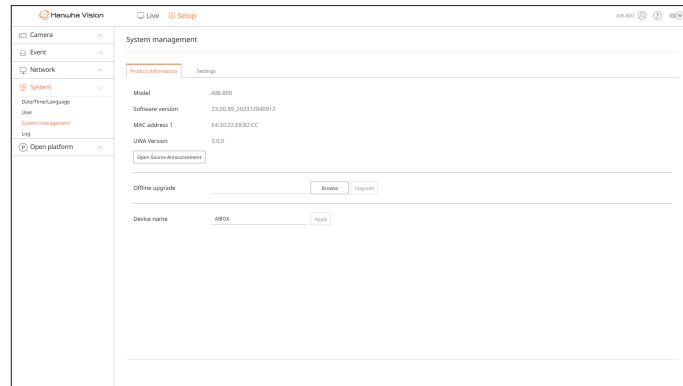 Hanwha Vision
Live
Setup
AIB-800
?
Camera
Event
Network
System
Date/Time/Language
User
System management
Log
Open platform
System management
Product information
Settings
Model
AIB-800
Software version
23.00.89_202312040912
MAC address 1
E4:30:22:E8:82:CC
UWA Version
3.0.0
Open Source Announcement
Offline upgrade
Browse
Upgrade
Device name
AIBOX
Apply